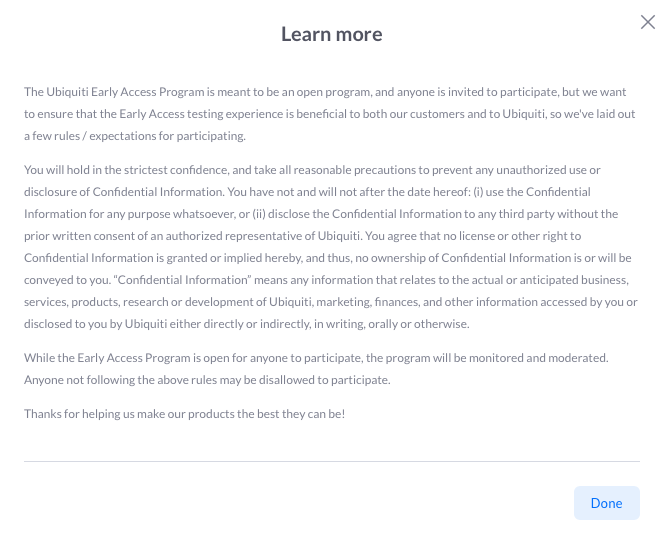 Learn more
The Ubiquiti Early Access Program is meant to be an open program, and anyone is invited to participate, but we want
to ensure that the Early Access testing experience is beneficial to both our customers and to Ubiquiti, so we've laid out
a few rules / expectations for participating.
You will hold in the strictest confidence, and take all reasonable precautions to prevent any unauthorized use or
disclosure of Confidential Information. You have not and will not after the date hereof: (i) use the Confidential
Information for any purpose whatsoever, or (ii) disclose the Confidential Information to any third party without the
prior written consent of an authorized representative of Ubiquiti. You agree that no license or other right to
Confidential Information is granted or implied hereby, and thus, no ownership of Confidential Information is or will be
conveyed to you. “Confidential Information” means any information that relates to the actual or anticipated business,
services, products, research or development of Ubiquiti, marketing, finances, and other information accessed by you or
disclosed to you by Ubiquiti either directly or indirectly, in writing, orally or otherwise.
While the Early Access Program is open for anyone to participate, the program will be monitored and moderated.
Anyone not following the above rules may be disallowed to participate.
Thanks for helping us make our products the best they can be!
Done